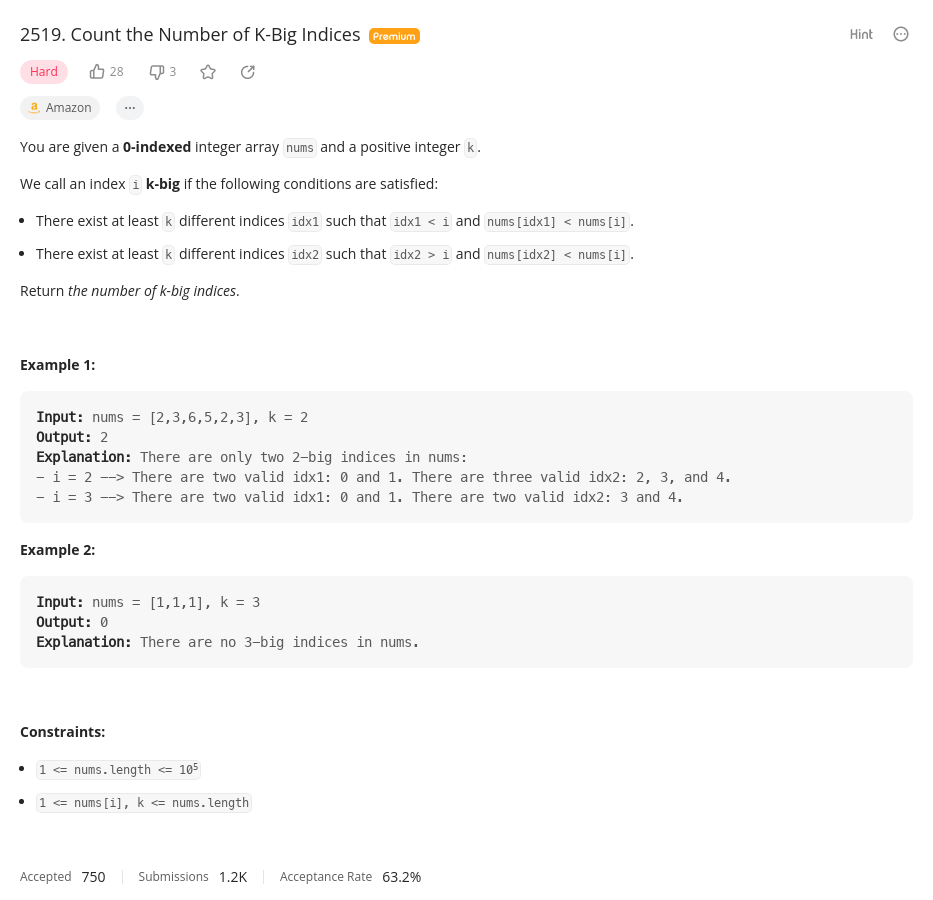 2519. Count the Number of K-Big Indices Premium Hint
Hard 28 3
a Amazon ...
You are given a 0-indexed integer array nums and a positive integer k.
We call an index i k-big if the following conditions are satisfied:
• There exist at least k different indices idx1 such that idx1 < i and nums[idx1] < nums[i].
• There exist at least k different indices idx2 such that idx2 > i and nums[idx2] < nums[i].
Return the number of k-big indices.
Example 1:
Input: nums = [2,3,6,5,2,3], k = 2
Output: 2
Explanation: There are only two 2-big indices in nums:
- i = 2 --> There are two valid idx1: 0 and 1. There are three valid idx2: 2, 3, and 4.
- i = 3 --> There are two valid idx1: 0 and 1. There are two valid idx2: 3 and 4.
Example 2:
Input: nums = [1,1,1], k = 3
Output: 0
Explanation: There are no 3-big indices in nums.
Constraints:
• 1 <= nums.length <= 10⁵
• 1 <= nums[i], k <= nums.length
Accepted 750 Submissions 1.2K Acceptance Rate 63.2%